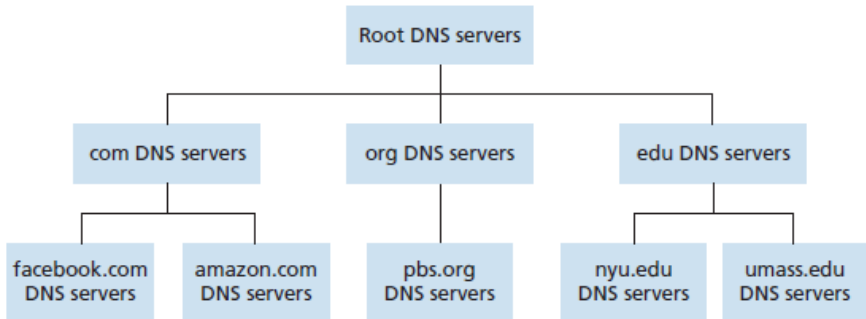 Root DNS servers
com DNS servers
org DNS servers
edu DNS servers
facebook.com
DNS servers
amazon.com
DNS servers
pbs.org
DNS servers
nyu.edu
DNS servers
umass.edu
DNS servers